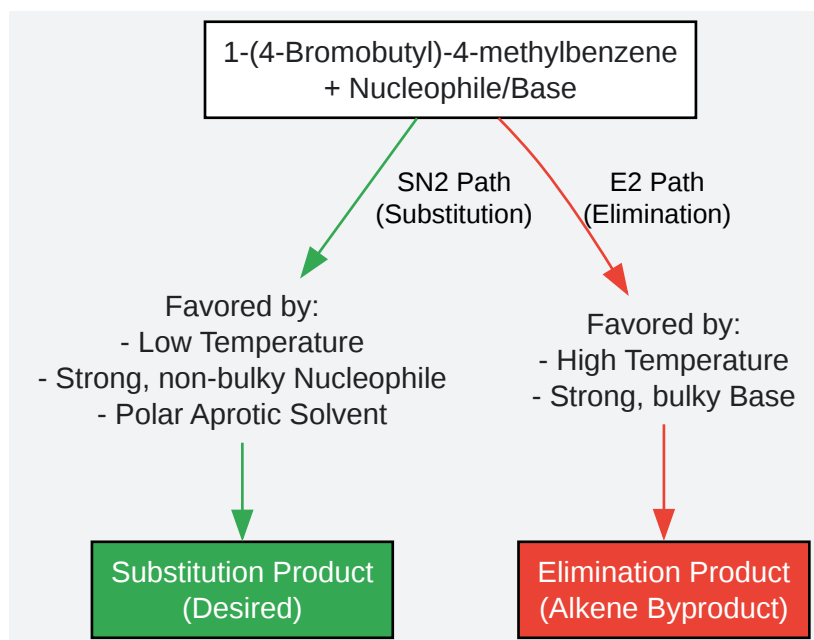 1-(4-Bromobutyl)-4-methylbenzene
+ Nucleophile/Base
SN2 Path
(Substitution)
E2 Path
(Elimination)
Favored by:
- Low Temperature
- Strong, non-bulky Nucleophile
- Polar Aprotic Solvent
Favored by:
- High Temperature
- Strong, bulky Base
Substitution Product
(Desired)
Elimination Product
(Alkene Byproduct)